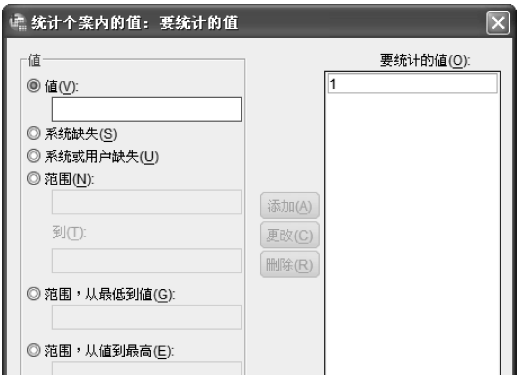 统计个案内的值：要统计的值
值
值(V):
系统缺失(S)
系统或用户缺失(U)
范围(N):
到(T):
范围，从最低到值(G):
范围，从值到最高(E):
添加(A)
更改(C)
删除(R)
要统计的值(O):
1